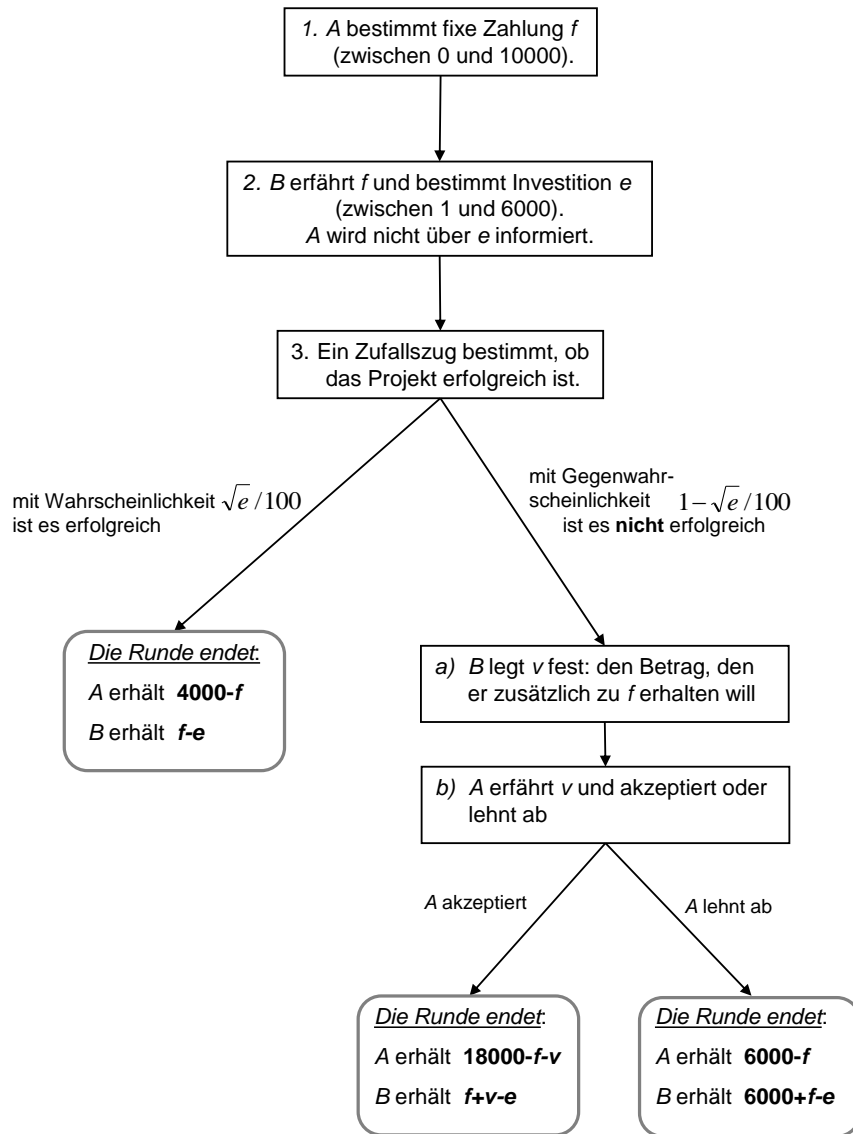 1. A bestimmt fixe Zahlung f
(zwischen 0 und 10000).
2. B erfährt f und bestimmt Investition e
(zwischen 1 und 6000).
A wird nicht über e informiert.
3. Ein Zufallszug bestimmt, ob
das Projekt erfolgreich ist.
mit Wahrscheinlichkeit √e/100
ist es erfolgreich
mit Gegenwahr-
scheinlichkeit 1−√e/100
ist es nicht erfolgreich
Die Runde endet:
A erhält 4000-f
B erhält f-e
a) B legt v fest: den Betrag, den
er zusätzlich zu f erhalten will
b) A erfährt v und akzeptiert oder
lehnt ab
A akzeptiert
A lehnt ab
Die Runde endet:
A erhält 18000-f-v
B erhält f+v-e
Die Runde endet:
A erhält 6000-f
B erhält 6000+f-e